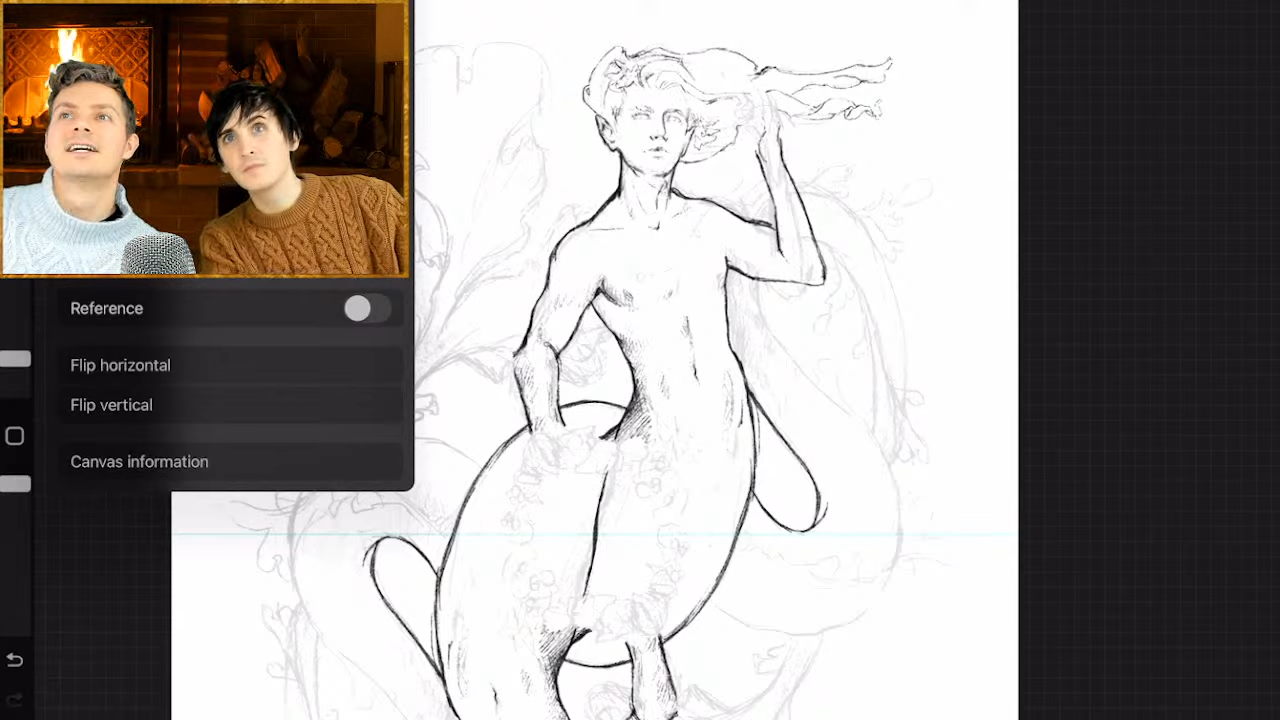 Reference
Flip horizontal
Flip vertical
Canvas information